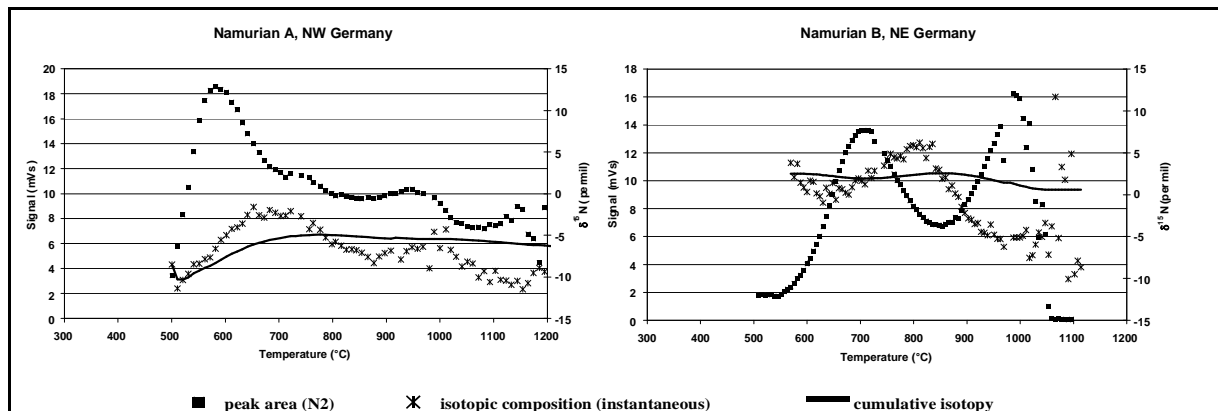 Namurian A, NW Germany
Namurian B, NE Germany
20
18
16
14
12
10
8
6
4
2
0
Signal (mVs)
15
10
5
0
-5
-10
-15
δ¹⁵N (per mil)
300 400 500 600 700 800 900 1000 1100 1200
Temperature (°C)
18
16
14
12
10
8
6
4
2
0
Signal (mVs)
15
10
5
0
-5
-10
-15
δ¹⁵N (per mil)
300 400 500 600 700 800 900 1000 1100 1200
Temperature (°C)
peak area (N2)
isotopic composition (instantaneous)
cumulative isotopy